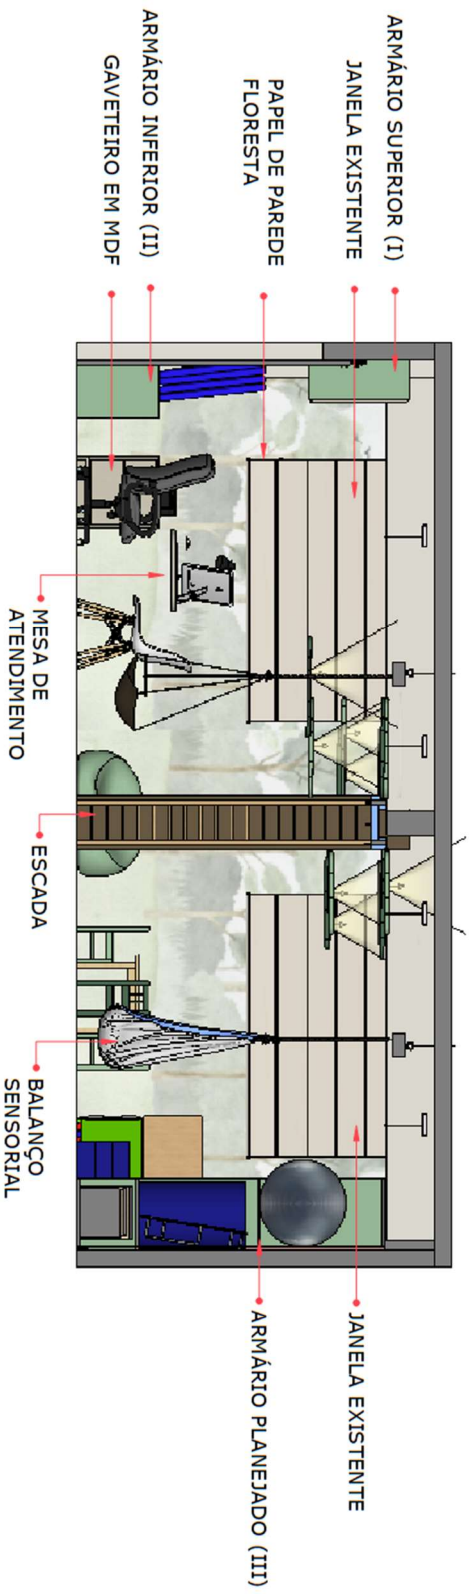 ARMÁRIO SUPERIOR (I)
JANELA EXISTENTE
PAPEL DE PAREDE
FLORESTA
ARMÁRIO INFERIOR (II)
GAVETEIRO EM MDF
MESA DE
ATENDIMENTO
ESCADA
BALANÇO
SENSORIAL
JANELA EXISTENTE
ARMÁRIO PLANEJADO (III)